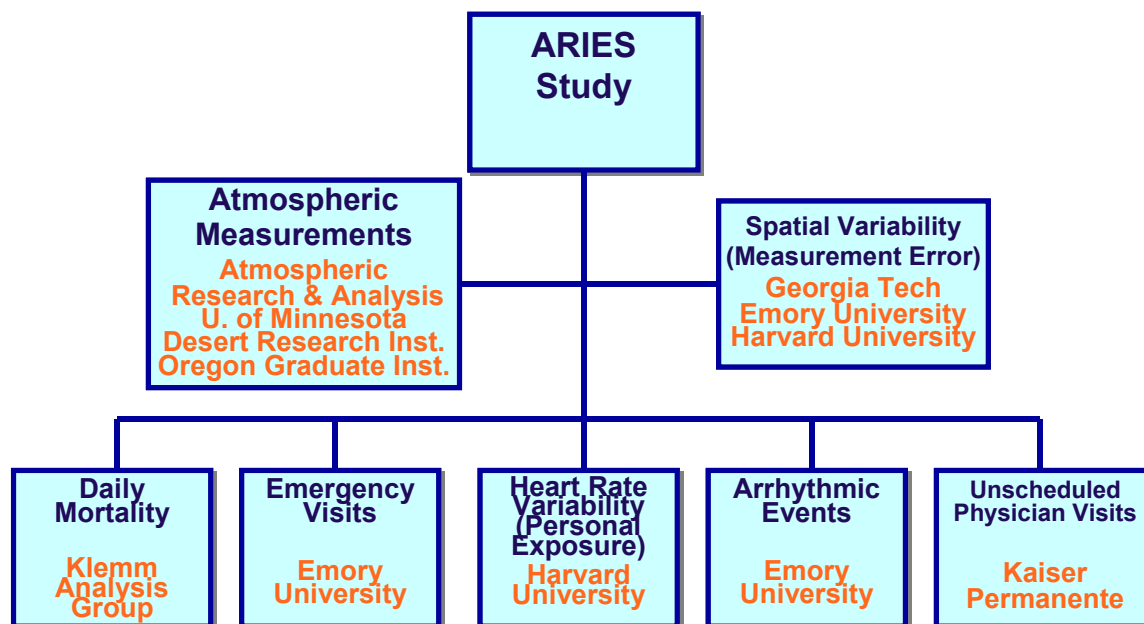 ARIES
Study
Atmospheric
Measurements
Atmospheric
Research & Analysis
U. of Minnesota
Desert Research Inst.
Oregon Graduate Inst.
Spatial Variability
(Measurement Error)
Georgia Tech
Emory University
Harvard University
Daily
Mortality
Klemm
Analysis
Group
Emergency
Visits
Emory
University
Heart Rate
Variability
(Personal
Exposure)
Harvard
University
Arrhythmic
Events
Emory
University
Unscheduled
Physician Visits
Kaiser
Permanente